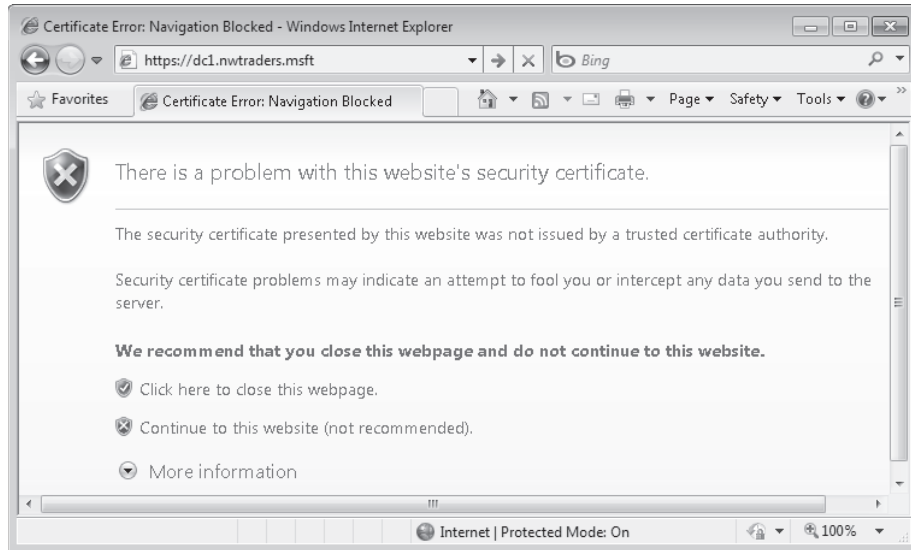 Certificate Error: Navigation Blocked - Windows Internet Explorer
https://dc1.nwtraders.msft
Bing
Favorites
Certificate Error: Navigation Blocked
Page
Safety
Tools
There is a problem with this website's security certificate.
The security certificate presented by this website was not issued by a trusted certificate authority.
Security certificate problems may indicate an attempt to fool you or intercept any data you send to the
server.
We recommend that you close this webpage and do not continue to this website.
Click here to close this webpage.
Continue to this website (not recommended).
More information
Internet | Protected Mode: On
100%